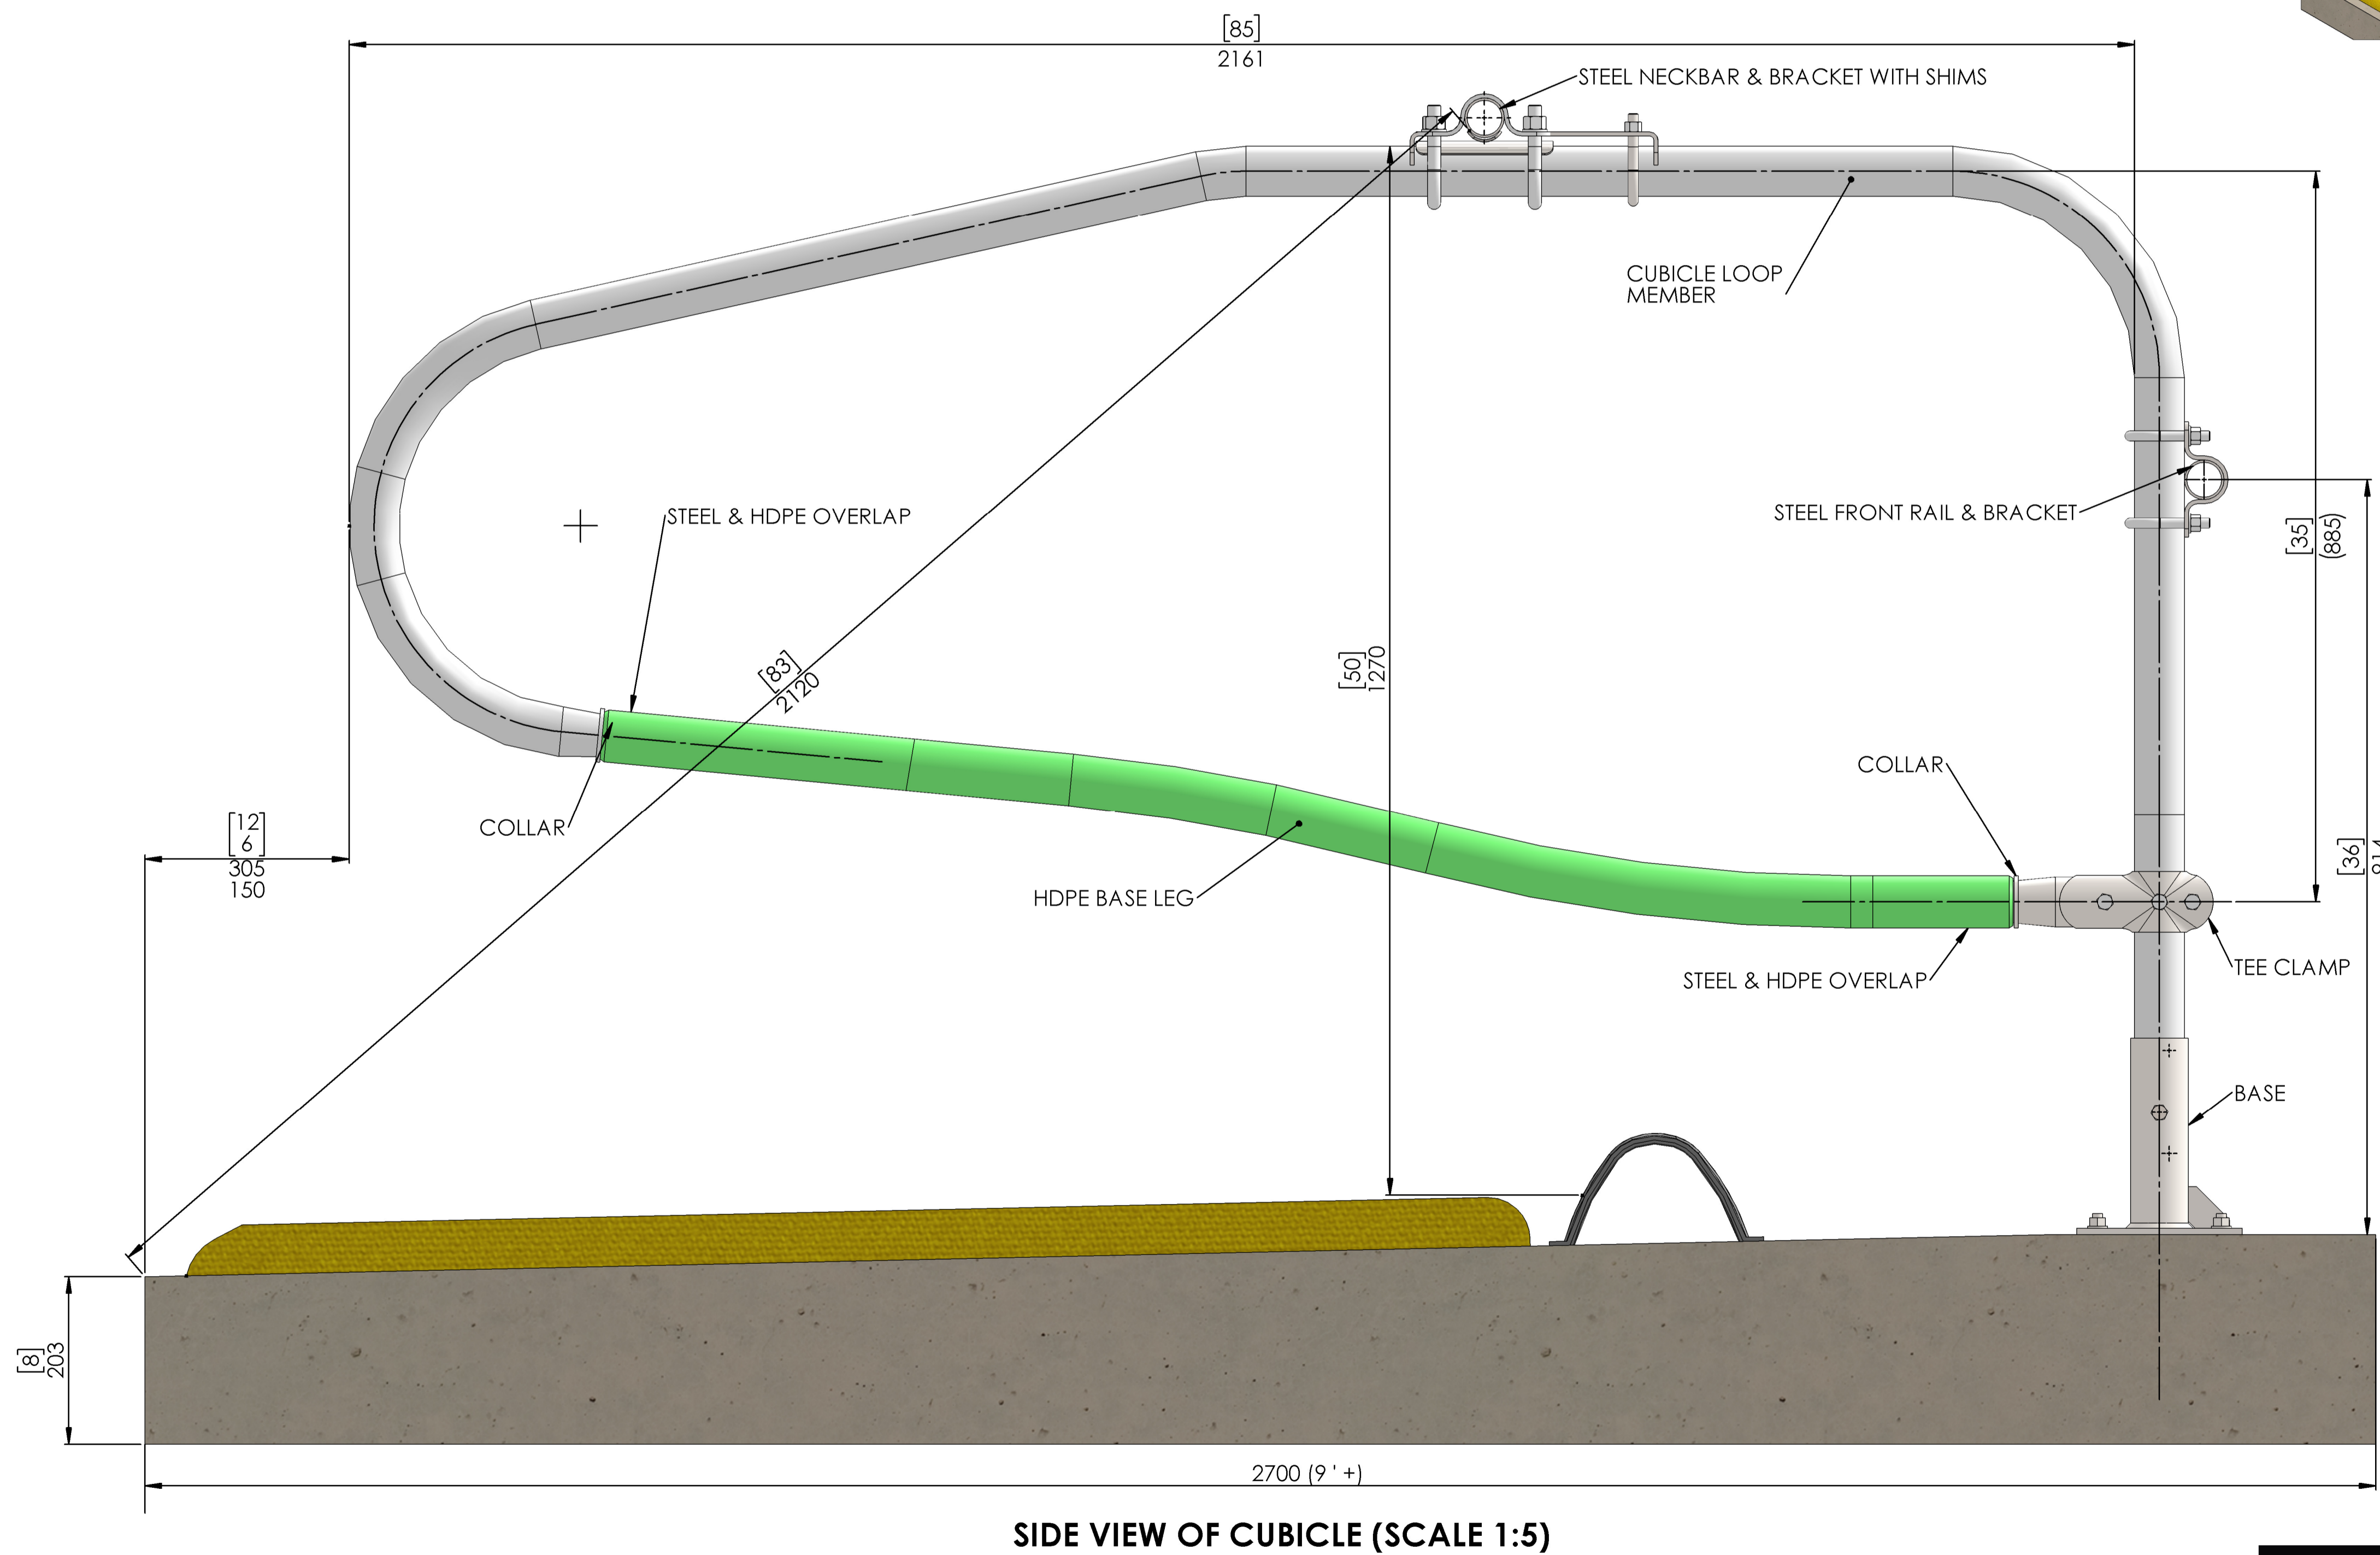 [85]
2161
STEEL NECKBAR & BRACKET WITH SHIMS
CUBICLE LOOP
MEMBER
STEEL & HDPE OVERLAP
STEEL FRONT RAIL & BRACKET
[35]
(885)
[83]
2120
[50]
1270
COLLAR
COLLAR
[12]
[6]
305
150
HDPE BASE LEG
[36]
STEEL & HDPE OVERLAP
TEE CLAMP
BASE
[8]
203
2700 (9 ' +)
SIDE VIEW OF CUBICLE (SCALE 1:5)